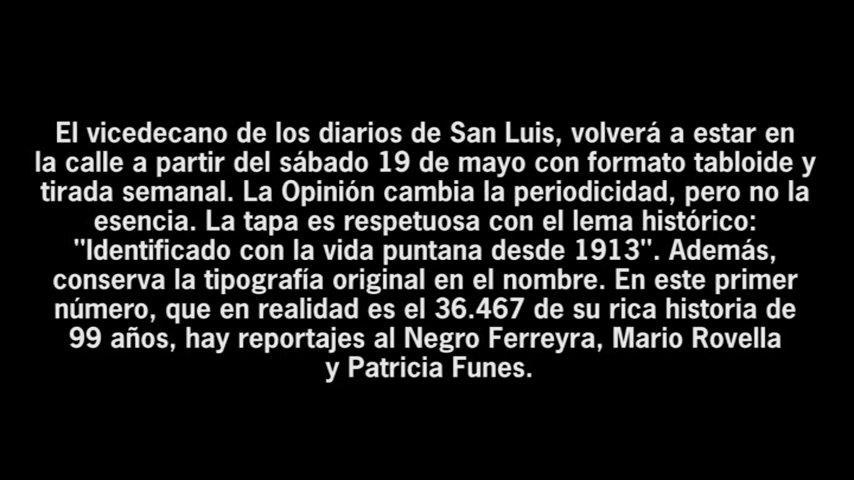 El vicedecano de los diarios de San Luis, volverá a estar en
la calle a partir del sábado 19 de mayo con formato tabloide y
tirada semanal. La Opinión cambia la periodicidad, pero no la
esencia. La tapa es respetuosa con el lema histórico:
"Identificado con la vida puntana desde 1913". Además,
conserva la tipografía original en el nombre. En este primer
número, que en realidad es el 36.467 de su rica historia de
99 años, hay reportajes al Negro Ferreyra, Mario Rovella
y Patricia Funes.